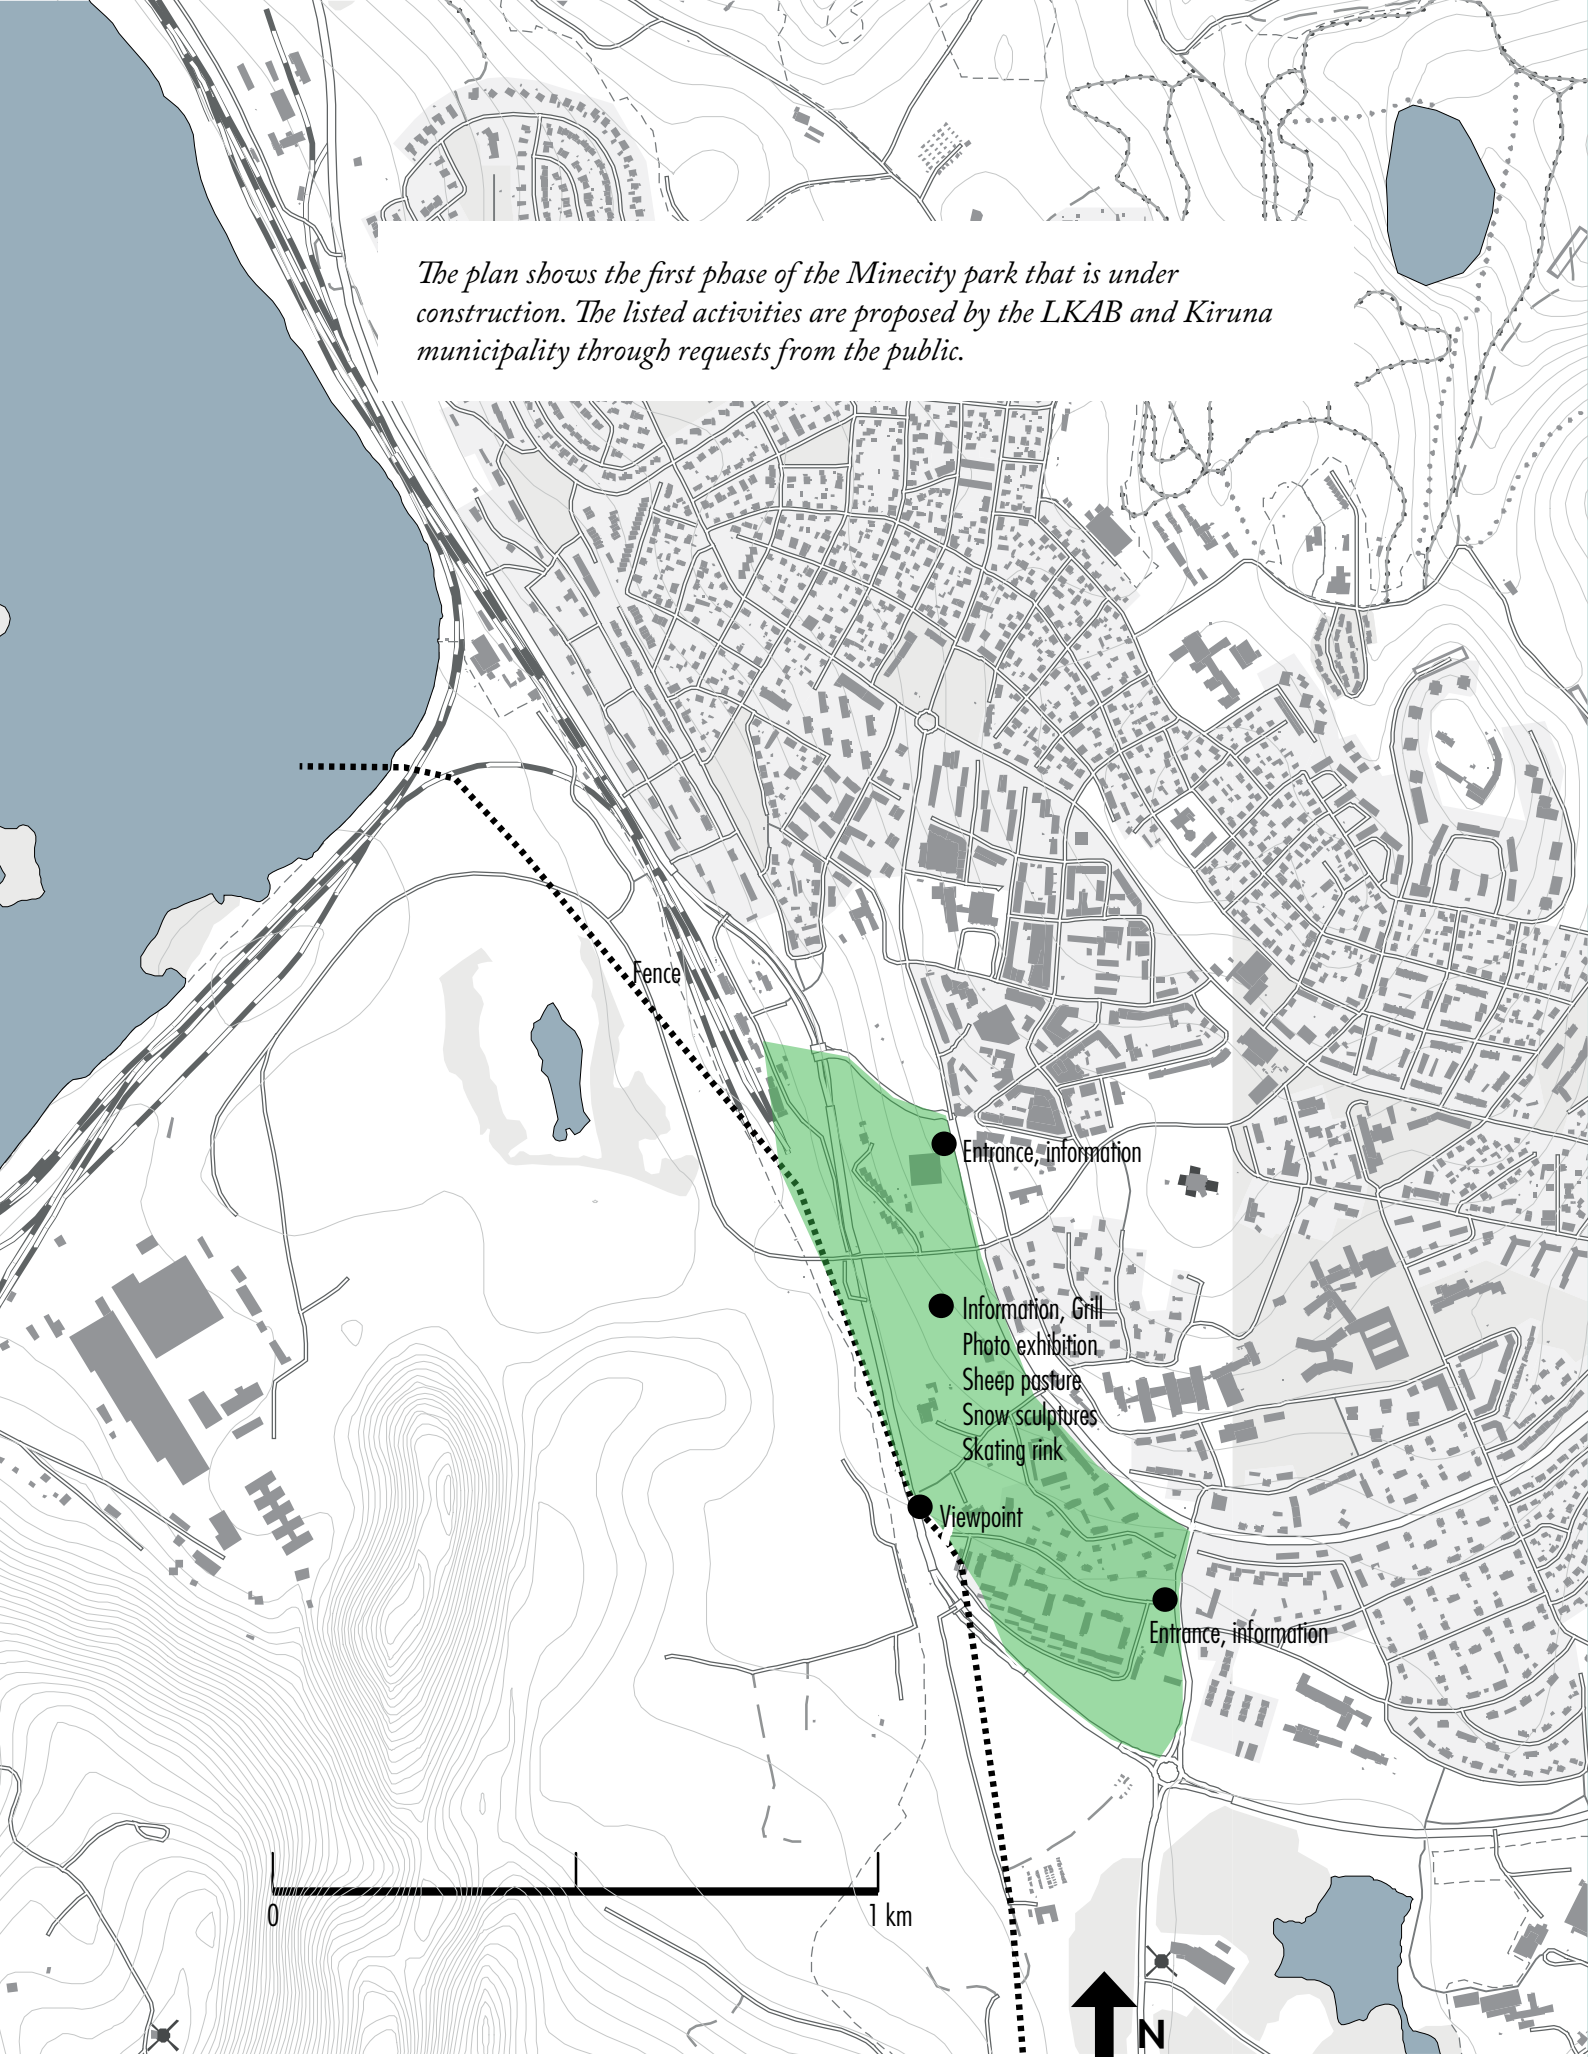 The plan shows the first phase of the Minecity park that is under
construction. The listed activities are proposed by the LKAB and Kiruna
municipality through requests from the public.
Fence
Entrance, information
Information, Grill
Photo exhibition
Sheep pasture
Snow sculptures
Skating rink
Viewpoint
Entrance, information
0
1 km
N